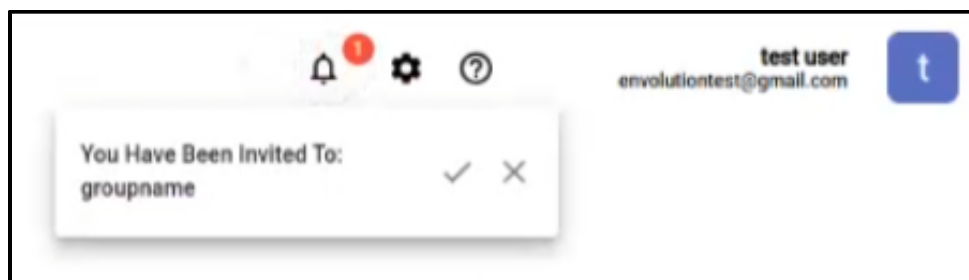 1
test user
envolutiontest@gmail.com
t
You Have Been Invited To:
groupname